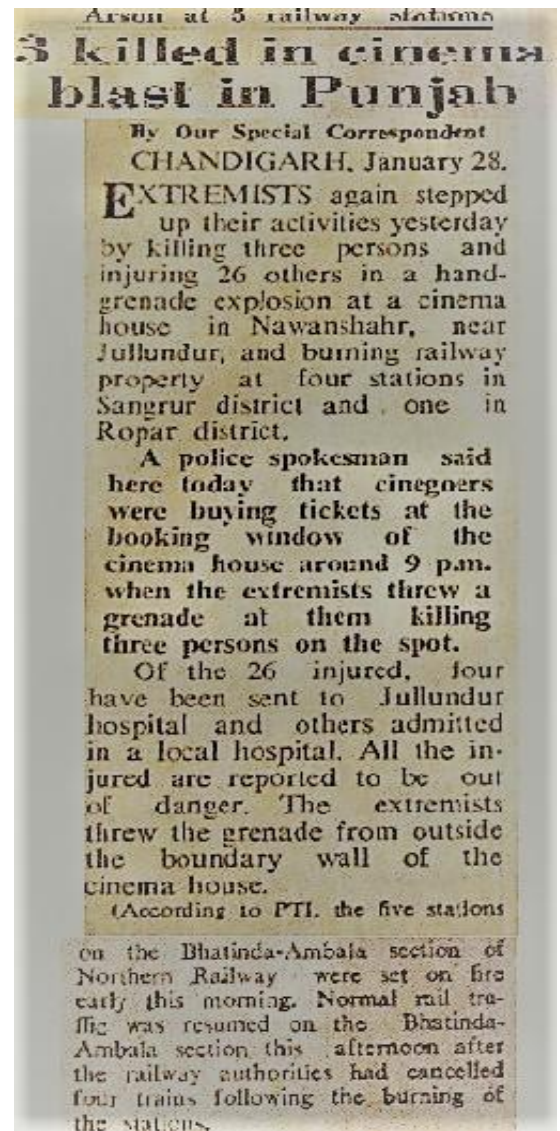 Arson at 5 railway stations
3 killed in cinema
blast in Punjab
By Our Special Correspondent
CHANDIGARH, January 28.
EXTREMISTS again stepped
up their activities yesterday
by killing three persons and
injuring 26 others in a hand-
grenade explosion at a cinema
house in Nawanshahr, near
Jullundur, and burning railway
property at four stations in
Sangrur district and one in
Ropar district.
A police spokesman said
here today that cinegoers
were buying tickets at the
booking window of the
cinema house around 9 p.m.
when the extremists threw a
grenade at them killing
three persons on the spot.
Of the 26 injured, four
have been sent to Jullundur
hospital and others admitted
in a local hospital. All the in-
jured are reported to be out
of danger. The extremists
threw the grenade from outside
the boundary wall of the
cinema house.
(According to PTI, the five stations
on the Bhatinda-Ambala section of
Northern Railway were set on fire
early this morning. Normal rail tra-
ffic was resumed on the Bhatinda-
Ambala section this afternoon after
the railway authorities had cancelled
four trains following the burning of
the stations.